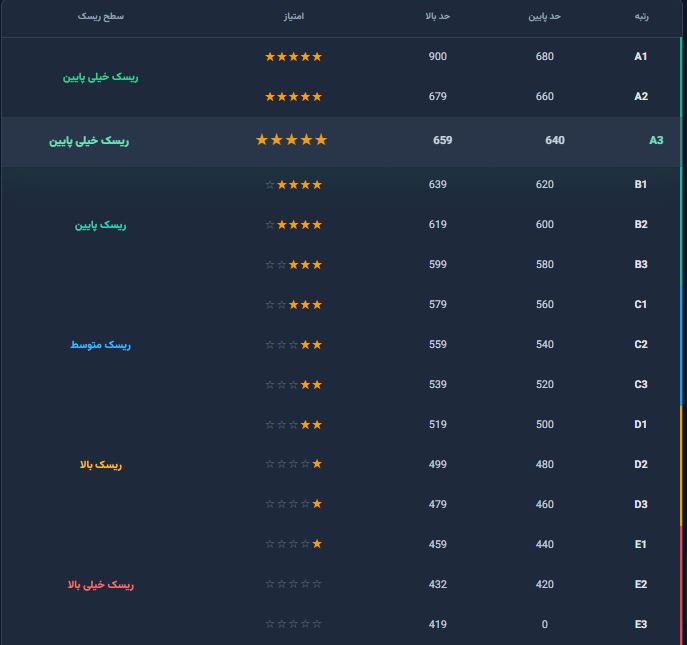 رتبه حد پایین حد بالا امتیاز سطح ریسک
A1 680 900 ★★★★★
ریسک خیلی پایین
A2 660 679 ★★★★★
A3 640 659 ★★★★★ ریسک خیلی پایین
B1 620 639 ★★★★☆
B2 600 619 ★★★★☆ ریسک پایین
B3 580 599 ★★★☆☆
C1 560 579 ★★★☆☆
C2 540 559 ★★☆☆☆ ریسک متوسط
C3 520 539 ★★☆☆☆
D1 500 519 ★★☆☆☆
D2 480 499 ★☆☆☆☆ ریسک بالا
D3 460 479 ★☆☆☆☆
E1 440 459 ★☆☆☆☆
E2 420 432 ☆☆☆☆☆ ریسک خیلی بالا
E3 0 419 ☆☆☆☆☆